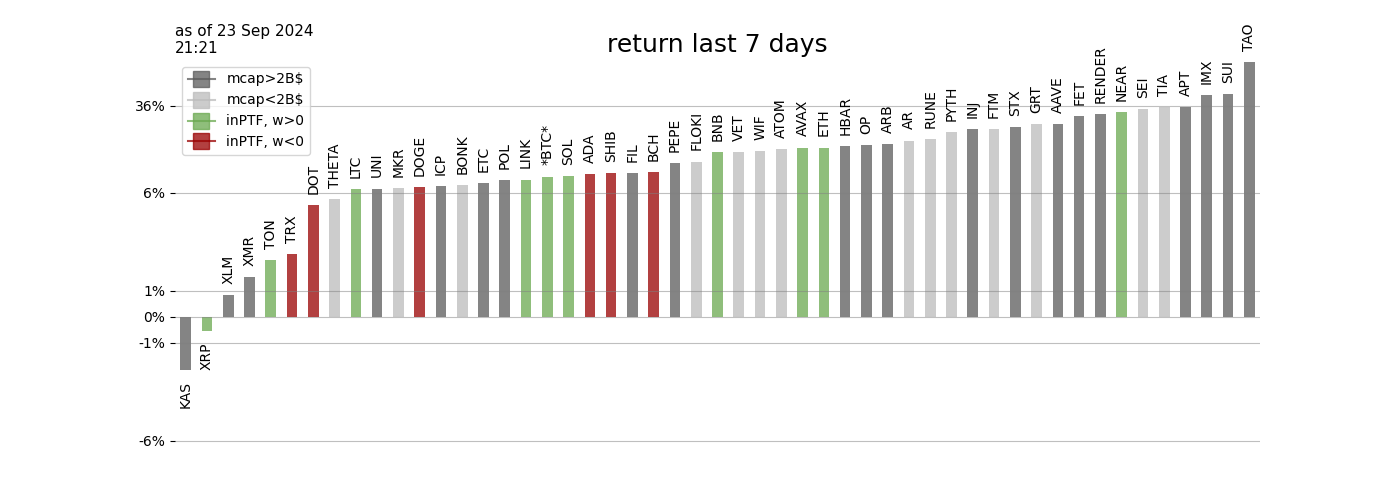 as of 23 Sep 2024
21:21
return last 7 days
mcap>2B$
mcap<2B$
inPTF, w>0
inPTF, w<0
36%
6%
1%
0%
-1%
-6%
KAS
XRP
XLM
XMR
TON
TRX
DOT
THETA
LTC
UNI
MKR
DOGE
ICP
BONK
ETC
POL
LINK
*BTC*
SOL
ADA
SHIB
FIL
BCH
PEPE
FLOKI
BNB
VET
WIF
ATOM
AVAX
ETH
HBAR
OP
ARB
AR
RUNE
PYTH
INJ
FTM
STX
GRT
AAVE
FET
RENDER
NEAR
SEI
TIA
APT
IMX
SUI
TAO